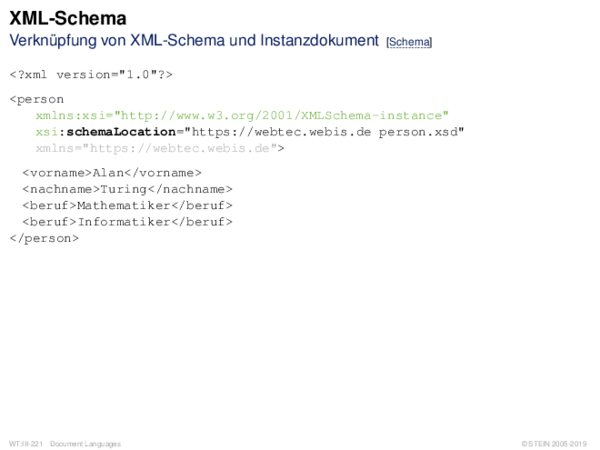 XML-Schema
Verknüpfung von XML-Schema und Instanzdokument [Schema]
<?xml version="1.0"?>
<person
xmlns:xsi="http://www.w3.org/2001/XMLSchema-instance"
xsi:schemaLocation="https://webtec.webis.de person.xsd"
xmlns="https://webtec.webis.de">
<vorname>Alan</vorname>
<nachname>Turing</nachname>
<beruf>Mathematiker</beruf>
<beruf>Informatiker</beruf>
</person>
WT:III-221 Document Languages
© STEIN 2005-2019